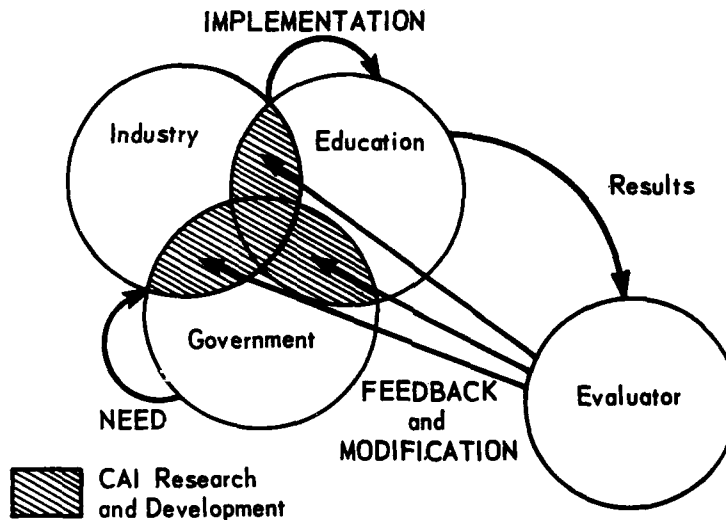 IMPLEMENTATION
Industry
Education
Results
Government
Evaluator
NEED
FEEDBACK
and
MODIFICATION
CAI Research
and Development